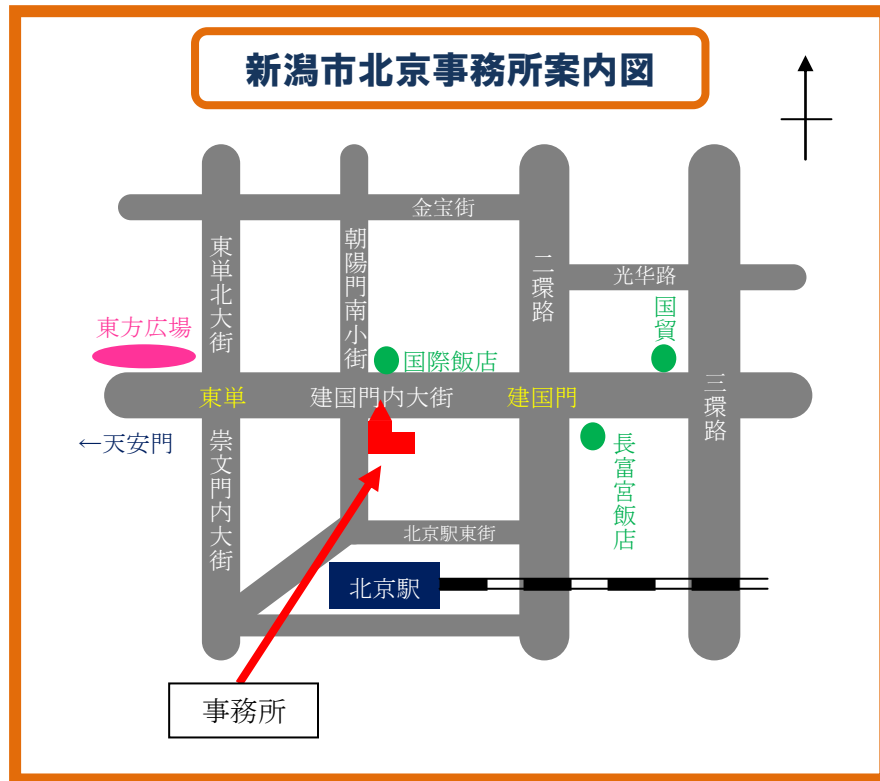 新潟市北京事務所案内図
金宝街
東単北大街
朝陽門南小街
二環路
光华路
国貿
東方広場
国際飯店
三環路
東単
建国門内大街
建国門
←天安門
崇文門内大街
長富宮飯店
北京駅東街
北京駅
事務所